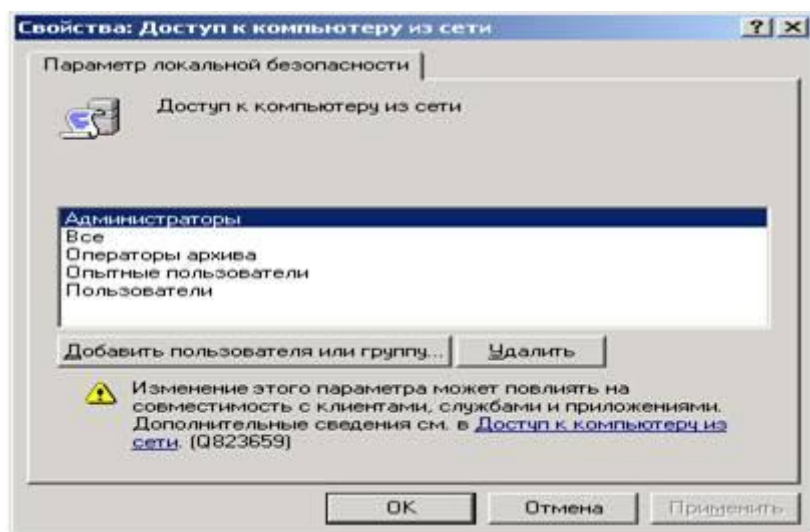 Свойства: Доступ к компьютеру из сети
Параметр локальной безопасности
Доступ к компьютеру из сети
Администраторы
Все
Операторы архива
Опытные пользователи
Пользователи
Добавить пользователя или группу... Удалить
Изменение этого параметра может повлиять на
совместимость с клиентами, службами и приложениями.
Дополнительные сведения см. в Доступ к компьютеру из
сети. (Q823659)
OK Отмена Применить